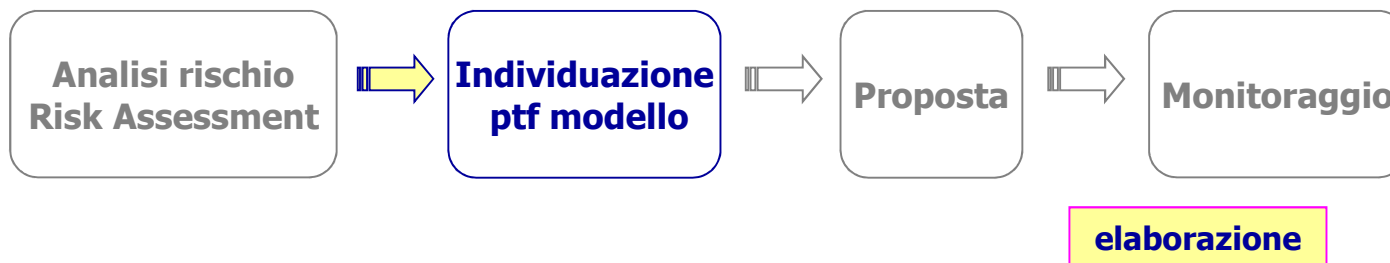 Analisi rischio
Risk Assessment
Individuazione
ptf modello
Proposta
Monitoraggio
elaborazione